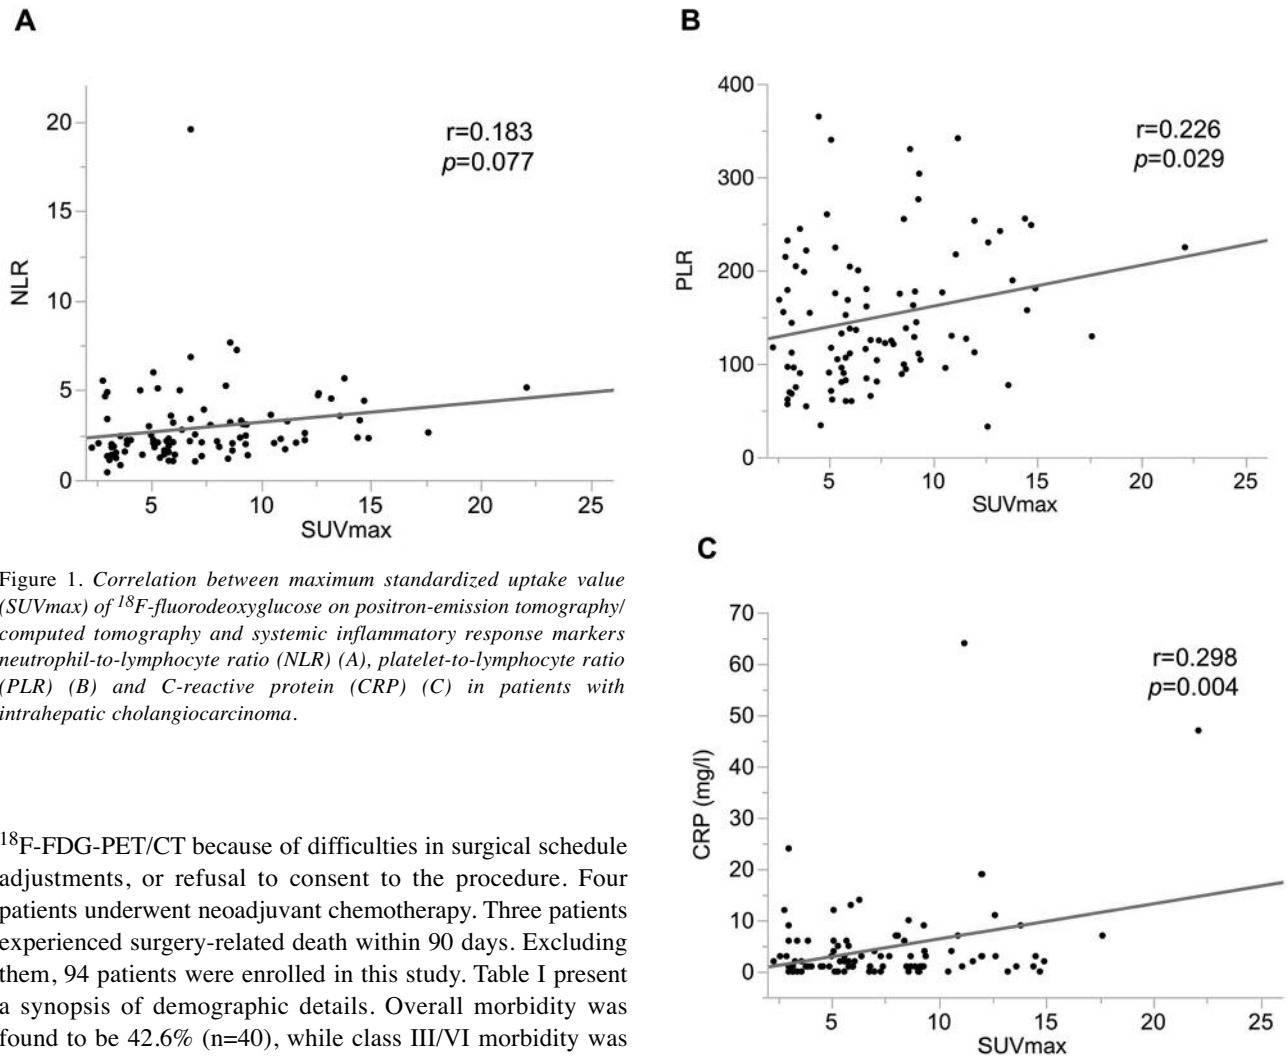 A
20
15
10
5
0
NLR
r=0.183
p=0.077
5 10 15 20 25
SUVmax
B
400
300
200
100
0
PLR
r=0.226
p=0.029
5 10 15 20 25
SUVmax
Figure 1. Correlation between maximum standardized uptake value
(SUVmax) of 18F-fluorodeoxyglucose on positron-emission tomography/
computed tomography and systemic inflammatory response markers
neutrophil-to-lymphocyte ratio (NLR) (A), platelet-to-lymphocyte ratio
(PLR) (B) and C-reactive protein (CRP) (C) in patients with
intrahepatic cholangiocarcinoma.
18F-FDG-PET/CT because of difficulties in surgical schedule
adjustments, or refusal to consent to the procedure. Four
patients underwent neoadjuvant chemotherapy. Three patients
experienced surgery-related death within 90 days. Excluding
them, 94 patients were enrolled in this study. Table I present
a synopsis of demographic details. Overall morbidity was
found to be 42.6% (n=40), while class III/VI morbidity was
C
70
60
50
40
30
20
10
0
CRP (mg/l)
r=0.298
p=0.004
5 10 15 20 25
SUVmax